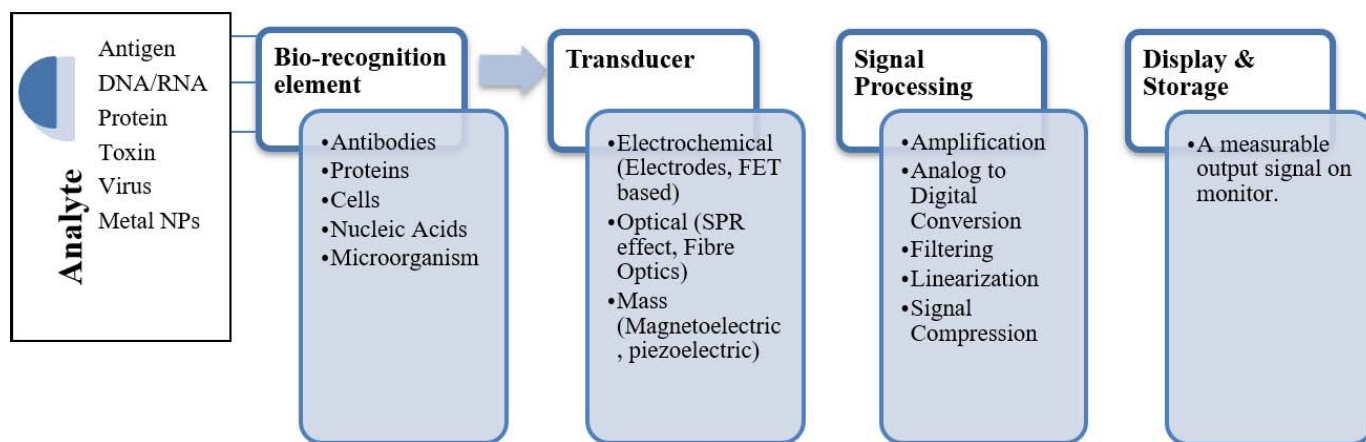 Analyte
Antigen
DNA/RNA
Protein
Toxin
Virus
Metal NPs
Bio-recognition
element
•Antibodies
•Proteins
•Cells
•Nucleic Acids
•Microorganism
Transducer
•Electrochemical
(Electrodes, FET
based)
•Optical (SPR
effect, Fibre
Optics)
•Mass
(Magnetoelectric
, piezoelectric)
Signal
Processing
•Amplification
•Analog to
Digital
Conversion
•Filtering
•Linearization
•Signal
Compression
Display &
Storage
•A measurable
output signal on
monitor.